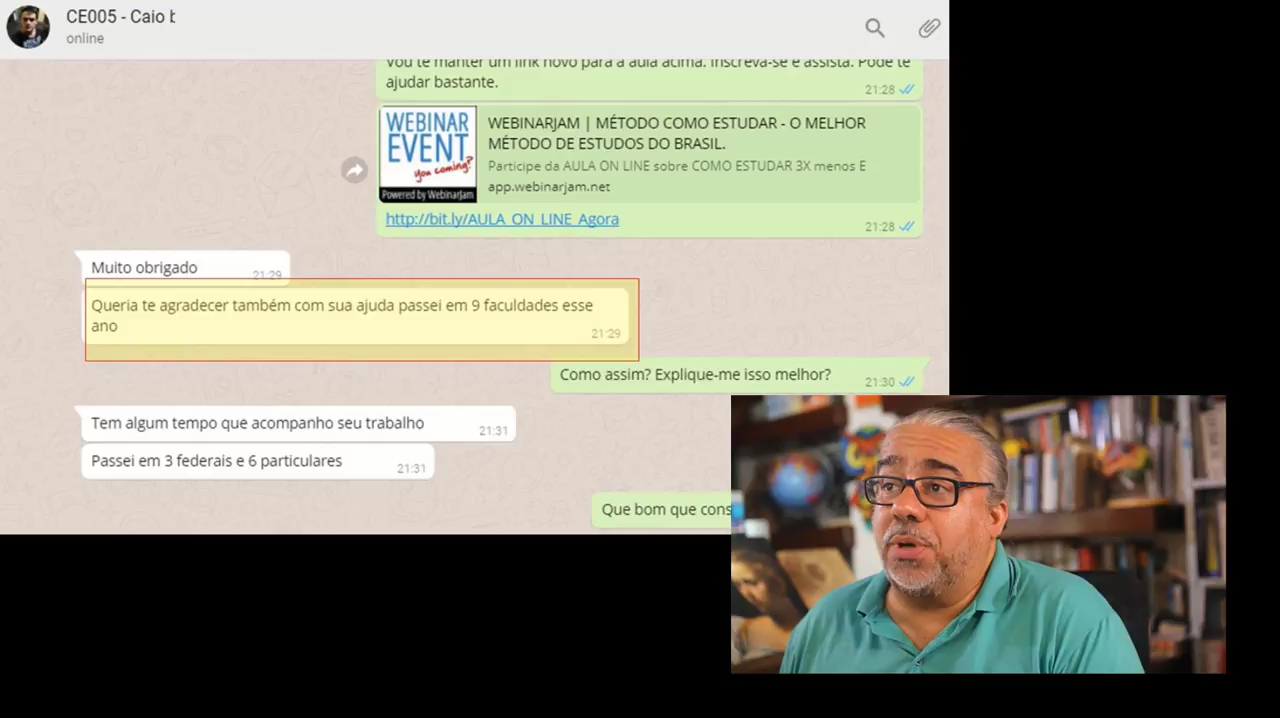 CE005 - Caio
online
Vou te manter um link novo para a aula acima. Inscreva-se e assista. Pode te
ajudar bastante.
21:28
WEBINAR
EVENT
you coming?
Powered by WebinarJam
WEBINARJAM | MÉTODO COMO ESTUDAR - O MELHOR
MÉTODO DE ESTUDOS DO BRASIL.
Participe da AULA ON LINE sobre COMO ESTUDAR 3X menos E
app.webinarjam.net
http://bit.ly/AULA_ON_LINE_Agora
21:28
Muito obrigado
21:29
Queria te agradecer também com sua ajuda passei em 9 faculdades esse
ano
21:29
Como assim? Explique-me isso melhor?
21:30
Tem algum tempo que acompanho seu trabalho
21:31
Passei em 3 federais e 6 particulares
21:31
Que bom que cons